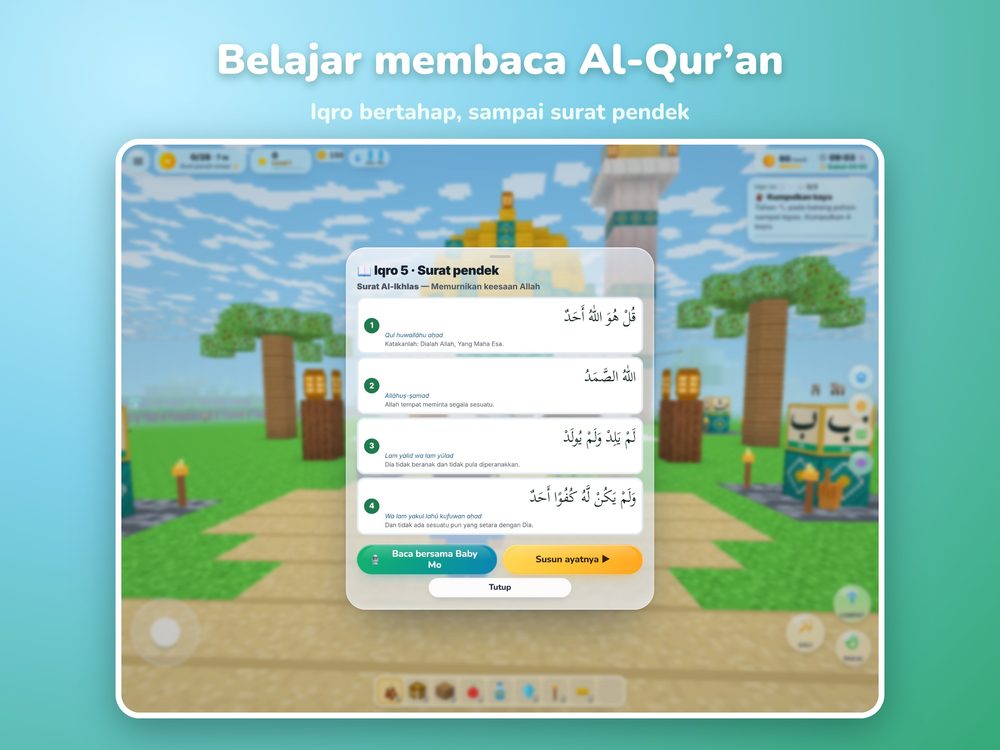 Belajar membaca Al-Qur’an
Iqro bertahap, sampai surat pendek
Kumpulkan kayu
Iqro 5 · Surat pendek
Surat Al-Ikhlas — Memurnikan keesaan Allah
1
قُلْ هُوَ اللّٰهُ أَحَدٌ
Qul huwallāhu aḥad
Katakanlah: Dialah Allah, Yang Maha Esa.
2
اللّٰهُ الصَّمَدُ
Allāhuṣ-ṣamad
Allah tempat meminta segala sesuatu.
3
لَمْ يَلِدْ وَلَمْ يُولَدْ
Lam yalid wa lam yūlad
Dia tidak beranak dan tidak pula diperanakkan.
4
وَلَمْ يَكُنْ لَّهُ كُفُوًا أَحَدٌ
Wa lam yakul lahū kufuwan aḥad
Dan tidak ada sesuatu pun yang setara dengan Dia.
Baca bersama Baby
Mo
Susun ayatnya ▶
Tutup
ب
ب